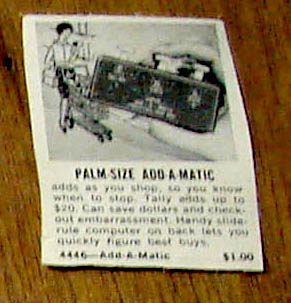 PALM-SIZE ADD-A-MATIC
adds as you shop, so you know
when to stop. Tally adds up to
$20. Can save dollars and check-
out embarrassment. Handy slide-
rule computer on back lets you
quickly figure best buys.
4446—Add-A-Matic $1.00